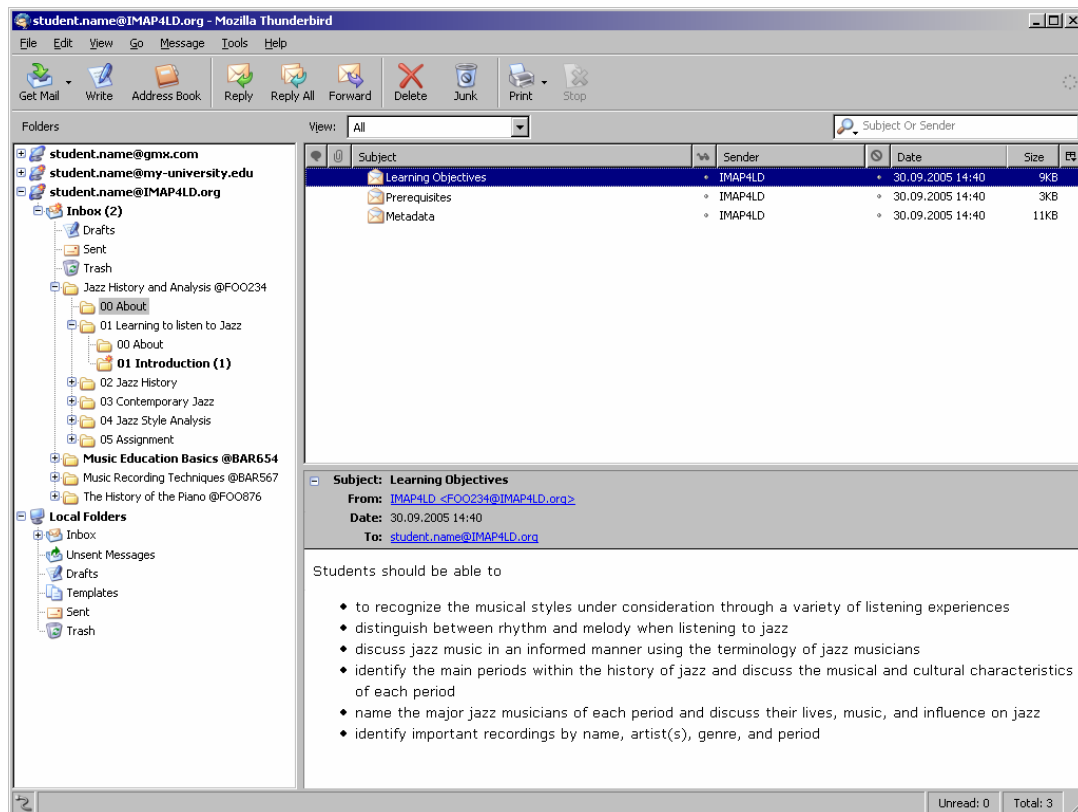 student.name@IMAP4LD.org - Mozilla Thunderbird
File Edit View Go Message Tools Help
Get Mail Write Address Book Reply Reply All Forward Delete Junk Print Stop
Folders
View: All
Subject Or Sender
student.name@gmx.com
student.name@my-university.edu
student.name@IMAP4LD.org
Inbox (2)
Drafts
Sent
Trash
Jazz History and Analysis @FOO234
00 About
01 Learning to listen to Jazz
00 About
01 Introduction (1)
02 Jazz History
03 Contemporary Jazz
04 Jazz Style Analysis
05 Assignment
Music Education Basics @BAR654
Music Recording Techniques @BAR567
The History of the Piano @FOO876
Local Folders
Inbox
Unsent Messages
Drafts
Templates
Sent
Trash
Subject Sender Date Size
Learning Objectives IMAP4LD 30.09.2005 14:40 9KB
Prerequisites IMAP4LD 30.09.2005 14:40 3KB
Metadata IMAP4LD 30.09.2005 14:40 11KB
Subject: Learning Objectives
From: IMAP4LD <FOO234@IMAP4LD.org>
Date: 30.09.2005 14:40
To: student.name@IMAP4LD.org
Students should be able to
• to recognize the musical styles under consideration through a variety of listening experiences
• distinguish between rhythm and melody when listening to jazz
• discuss jazz music in an informed manner using the terminology of jazz musicians
• identify the main periods within the history of jazz and discuss the musical and cultural characteristics
of each period
• name the major jazz musicians of each period and discuss their lives, music, and influence on jazz
• identify important recordings by name, artist(s), genre, and period
Unread: 0 Total: 3